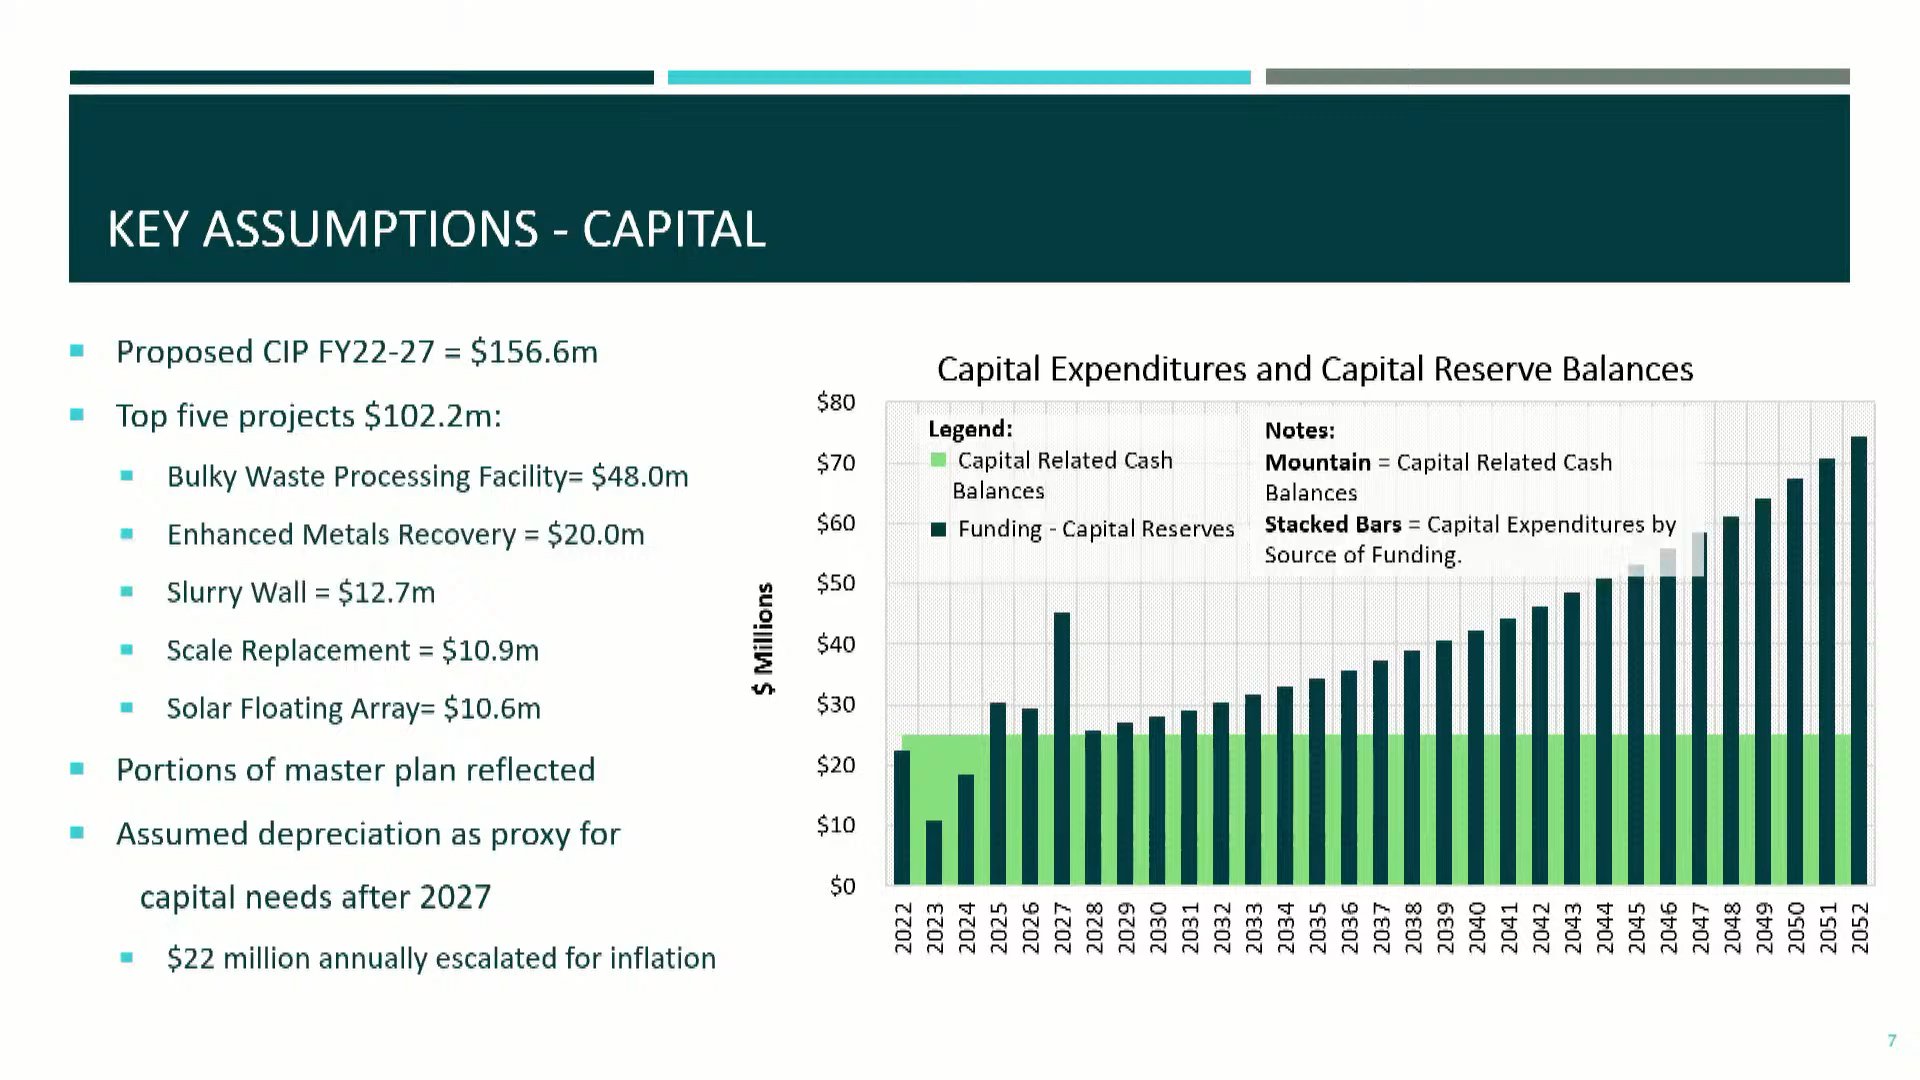 KEY ASSUMPTIONS - CAPITAL
Proposed CIP FY22-27 = $156.6m
Top five projects $102.2m:
Bulky Waste Processing Facility= $48.0m
Enhanced Metals Recovery = $20.0m
Slurry Wall = $12.7m
Scale Replacement = $10.9m
Solar Floating Array= $10.6m
Portions of master plan reflected
Assumed depreciation as proxy for
capital needs after 2027
$22 million annually escalated for inflation
Capital Expenditures and Capital Reserve Balances
$ Millions
$80
$70
$60
$50
$40
$30
$20
$10
$0
Legend:
Capital Related Cash
Balances
Funding - Capital Reserves
Notes:
Mountain = Capital Related Cash
Balances
Stacked Bars = Capital Expenditures by
Source of Funding.
2022
2023
2024
2025
2026
2027
2028
2029
2030
2031
2032
2033
2034
2035
2036
2037
2038
2039
2040
2041
2042
2043
2044
2045
2046
2047
2048
2049
2050
2051
2052
7